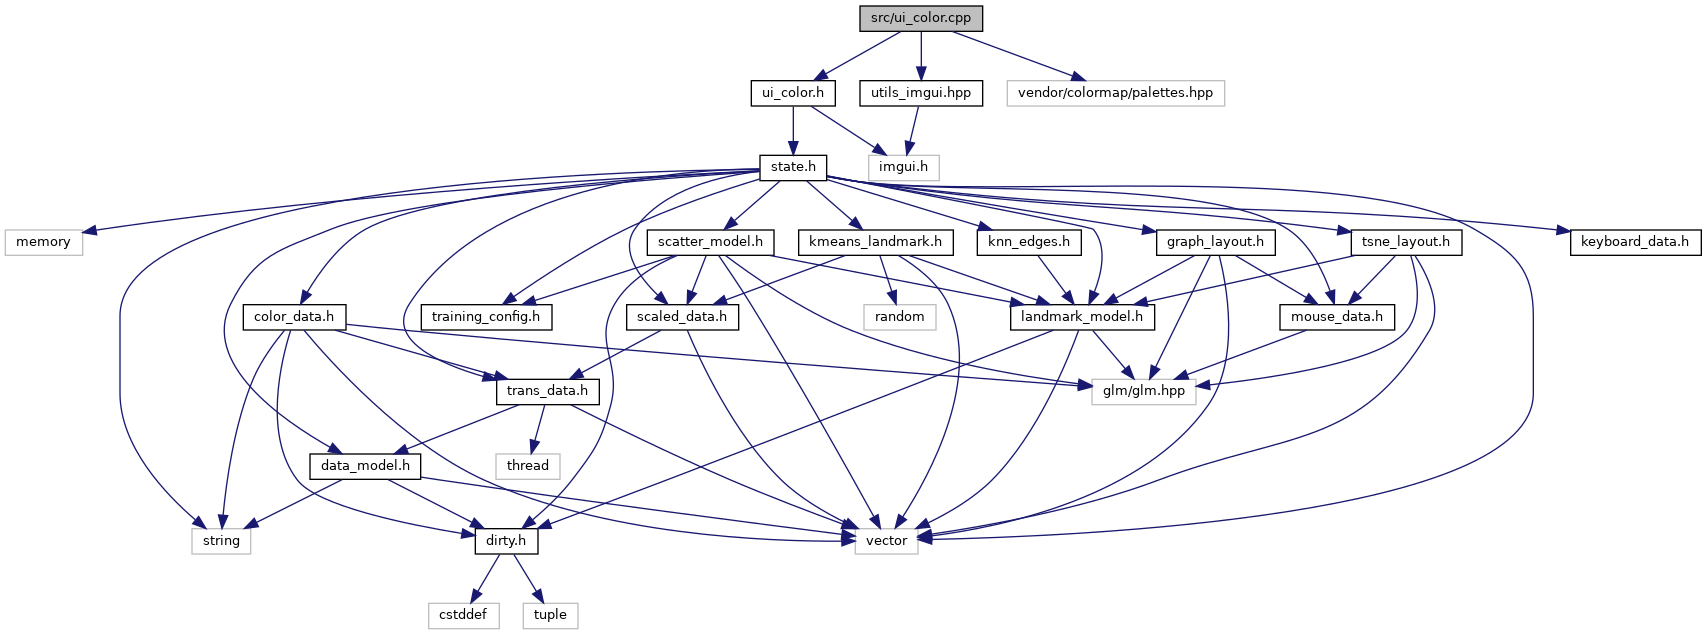 src/ui_color.cpp
ui_color.h
utils_imgui.hpp
vendor/colormap/palettes.hpp
state.h
imgui.h
memory
scatter_model.h
kmeans_landmark.h
knn_edges.h
graph_layout.h
tsne_layout.h
keyboard_data.h
color_data.h
training_config.h
scaled_data.h
random
landmark_model.h
mouse_data.h
trans_data.h
glm/glm.hpp
data_model.h
thread
string
dirty.h
vector
cstddef
tuple